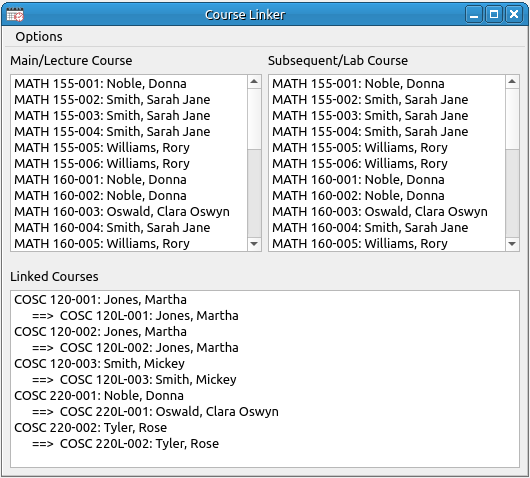 Course Linker
Options
Main/Lecture Course
MATH 155-001: Noble, Donna
MATH 155-002: Smith, Sarah Jane
MATH 155-003: Smith, Sarah Jane
MATH 155-004: Smith, Sarah Jane
MATH 155-005: Williams, Rory
MATH 155-006: Williams, Rory
MATH 160-001: Noble, Donna
MATH 160-002: Noble, Donna
MATH 160-003: Oswald, Clara Oswyn
MATH 160-004: Smith, Sarah Jane
MATH 160-005: Williams, Rory
Subsequent/Lab Course
MATH 155-001: Noble, Donna
MATH 155-002: Smith, Sarah Jane
MATH 155-003: Smith, Sarah Jane
MATH 155-004: Smith, Sarah Jane
MATH 155-005: Williams, Rory
MATH 155-006: Williams, Rory
MATH 160-001: Noble, Donna
MATH 160-002: Noble, Donna
MATH 160-003: Oswald, Clara Oswyn
MATH 160-004: Smith, Sarah Jane
MATH 160-005: Williams, Rory
Linked Courses
COSC 120-001: Jones, Martha
==> COSC 120L-001: Jones, Martha
COSC 120-002: Jones, Martha
==> COSC 120L-002: Jones, Martha
COSC 120-003: Smith, Mickey
==> COSC 120L-003: Smith, Mickey
COSC 220-001: Noble, Donna
==> COSC 220L-001: Oswald, Clara Oswyn
COSC 220-002: Tyler, Rose
==> COSC 220L-002: Tyler, Rose